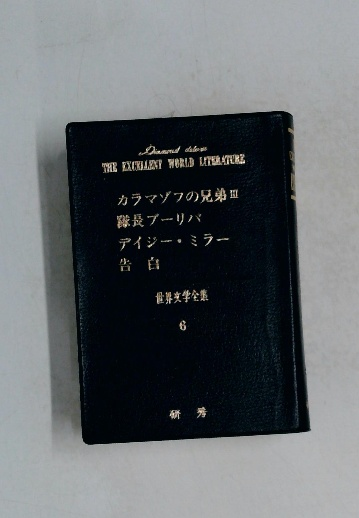 Diamond deluxe
THE EXCELLENT WORLD LITERATURE
カラマゾフの兄弟 III
隊長ブーリバ
デイジー・ミラー
告白
世界文学全集
6
研秀